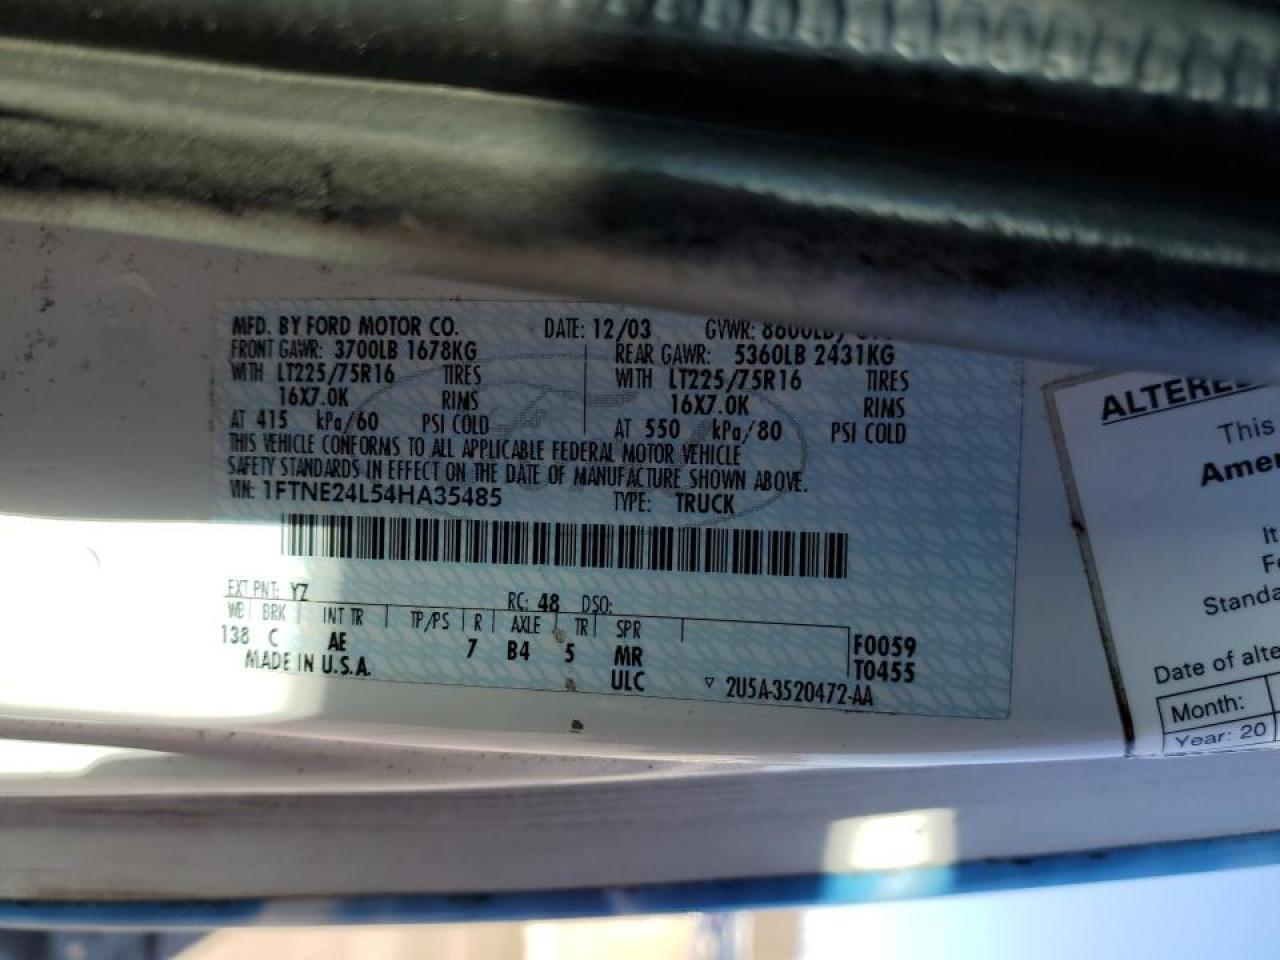 MFD. BY FORD MOTOR CO. DATE: 12/03 GVWR: 8600LB/
FRONT GAWR: 3700LB 1678KG REAR GAWR: 5360LB 2431KG
WITH LT225/75R16 TIRES WITH LT225/75R16 TIRES
16X7.0K RIMS 16X7.0K RIMS
AT 415 kPa/60 PSI COLD AT 550 kPa/80 PSI COLD
THIS VEHICLE CONFORMS TO ALL APPLICABLE FEDERAL MOTOR VEHICLE
SAFETY STANDARDS IN EFFECT ON THE DATE OF MANUFACTURE SHOWN ABOVE.
VIN: 1FTNE24L54HA35485 TYPE: TRUCK
EXT PNT: YZ RC: 48 DSO:
WB BRK INT TR TP/PS R AXLE TR SPR
138 C AE 7 B4 5 MR F0059
MADE IN U.S.A. ULC T0455
▽ 2U5A-3520472-AA
ALTERED
This
Amer
It
Fe
Standa
Date of alte
Month:
Year: 20